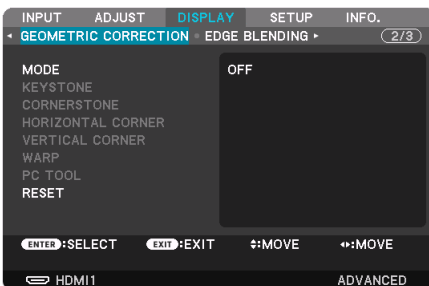 INPUT ADJUST DISPLAY SETUP INFO.
GEOMETRIC CORRECTION EDGE BLENDING 2/3
MODE OFF
KEYSTONE
CORNERSTONE
HORIZONTAL CORNER
VERTICAL CORNER
WARP
PC TOOL
RESET
ENTER:SELECT EXIT:EXIT :MOVE :MOVE
HDMI1 ADVANCED